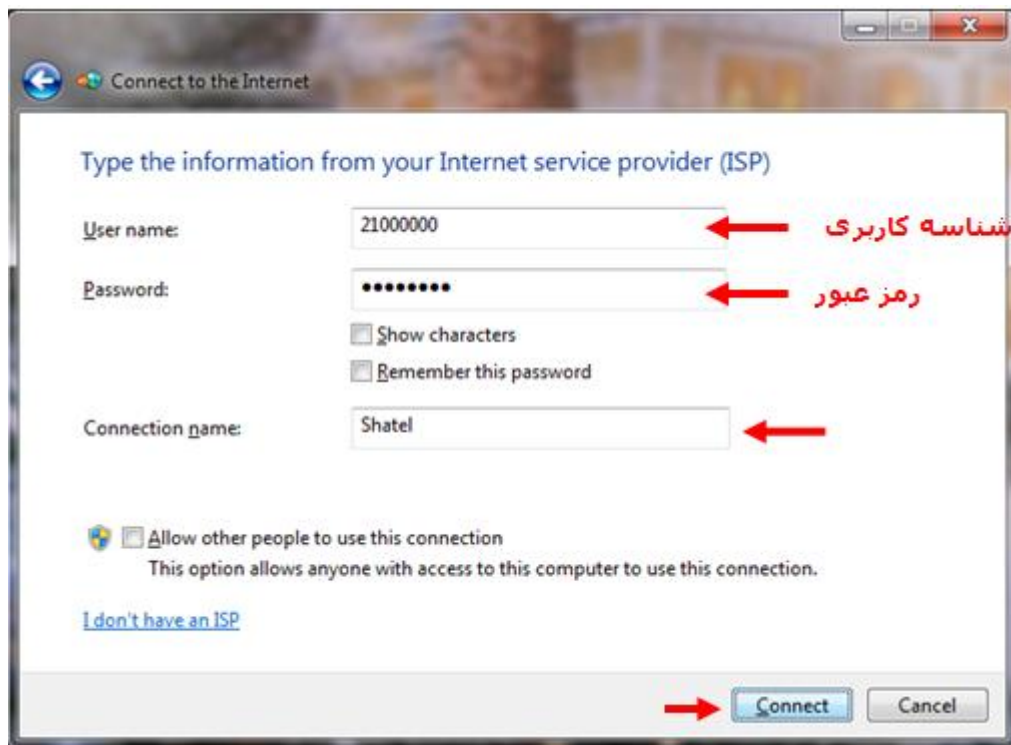 Connect to the Internet
Type the information from your Internet service provider (ISP)
User name: 21000000 شناسه کاربری
Password: •••••••• رمز عبور
Show characters
Remember this password
Connection name: Shatel
Allow other people to use this connection
This option allows anyone with access to this computer to use this connection.
I don't have an ISP
Connect Cancel